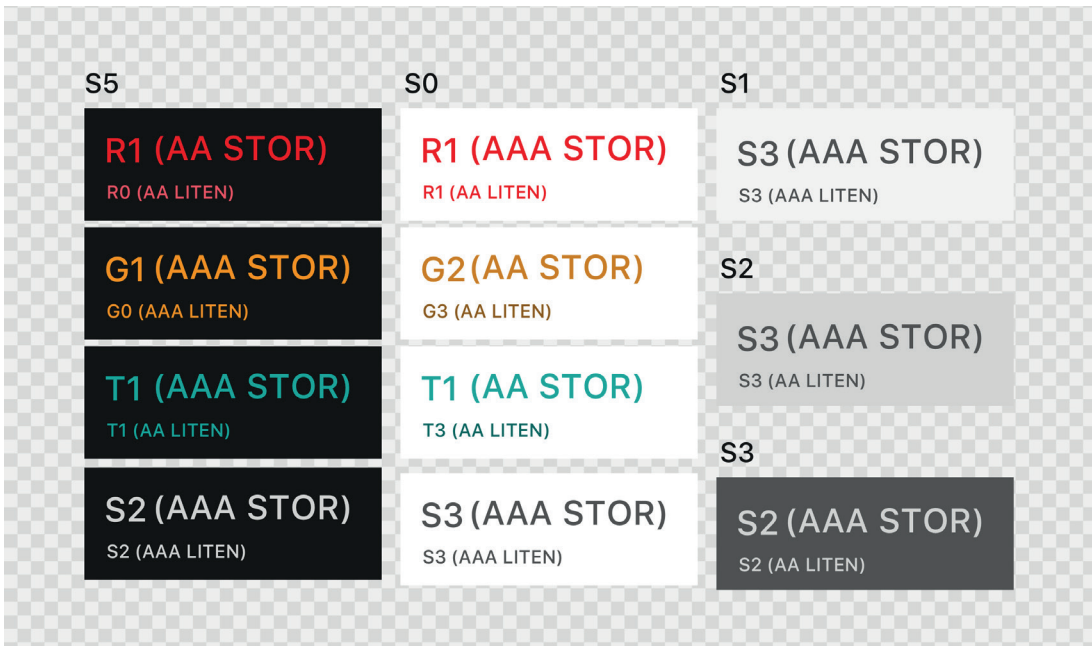 S5
R1 (AA STOR)
R0 (AA LITEN)
G1 (AAA STOR)
G0 (AAA LITEN)
T1 (AAA STOR)
T1 (AA LITEN)
S2 (AAA STOR)
S2 (AAA LITEN)
S0
R1 (AAA STOR)
R1 (AA LITEN)
G2 (AA STOR)
G3 (AA LITEN)
T1 (AA STOR)
T3 (AA LITEN)
S3 (AAA STOR)
S3 (AAA LITEN)
S1
S3 (AAA STOR)
S3 (AAA LITEN)
S2
S3 (AAA STOR)
S3 (AA LITEN)
S3
S2 (AAA STOR)
S2 (AA LITEN)